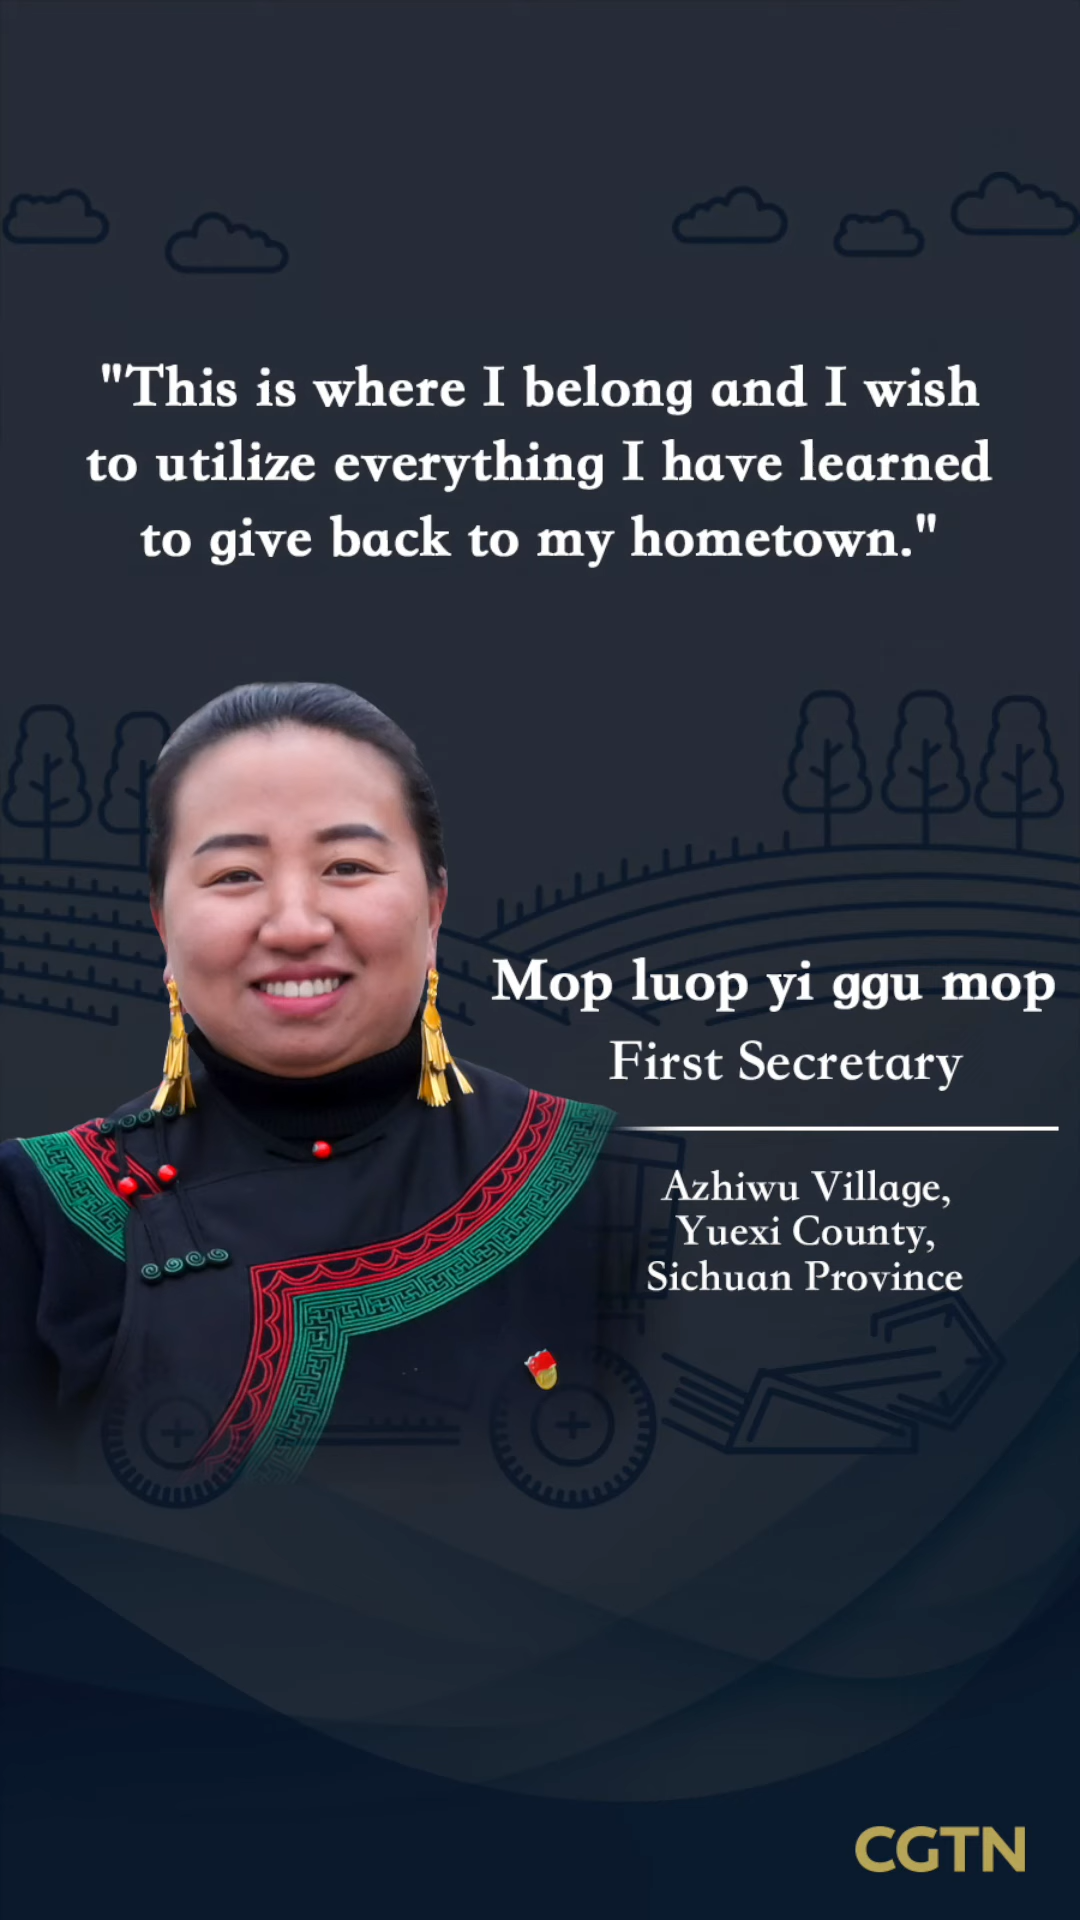 "This is where I belong and I wish
to utilize everything I have learned
to give back to my hometown."
Mop luop yi ggu mop
First Secretary
Azhiwu Village,
Yuexi County,
Sichuan Province
CGTN